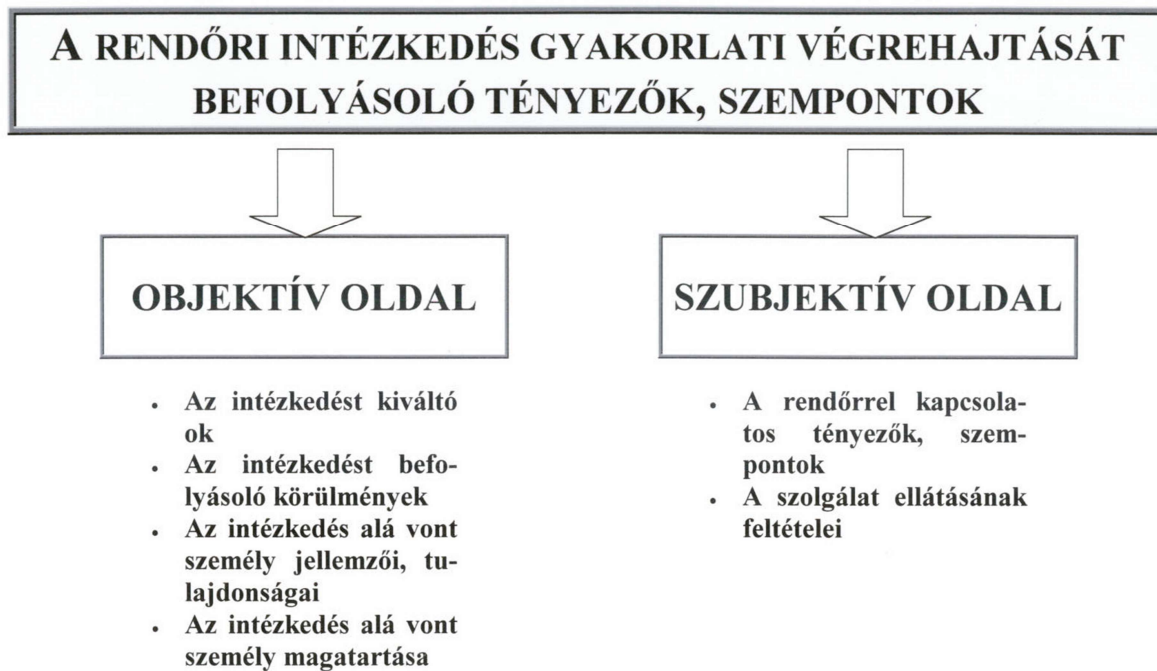 A RENDŐRI INTÉZKEDÉS GYAKORLATI VÉGREHAJTÁSÁT
BEFOLYÁSOLÓ TÉNYEZŐK, SZEMPONTOK
OBJEKTÍV OLDAL
• Az intézkedést kiváltó
ok
• Az intézkedést befo-
lyásoló körülmények
• Az intézkedés alá vont
személy jellemzői, tu-
lajdonságai
• Az intézkedés alá vont
személy magatartása
SZUBJEKTÍV OLDAL
• A rendőrrel kapcsola-
tos tényezők, szem-
pontok
• A szolgálat ellátásának
feltételei